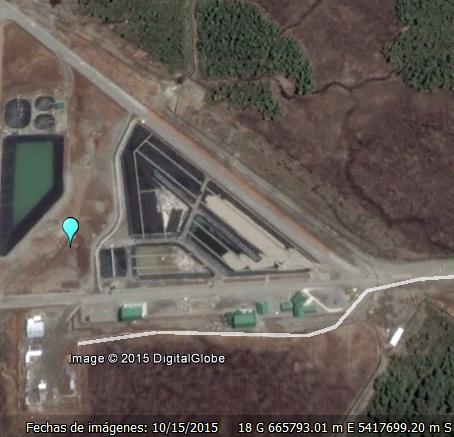 Image © 2015 DigitalGlobe
Fechas de imágenes: 10/15/2015 18 G 665793.01 m E 5417699.20 m S